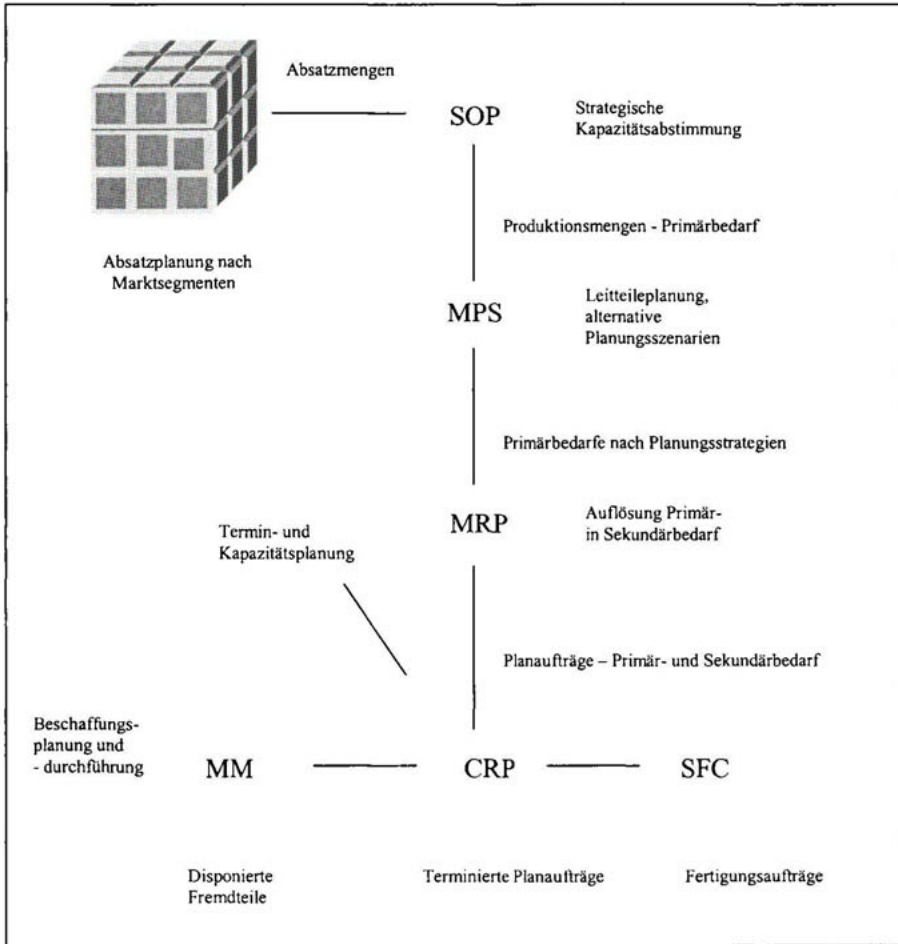 Absatzmengen
SOP
Strategische
Kapazitätsabstimmung
Produktionsmengen - Primärbedarf
Absatzplanung nach
Marktsegmenten
MPS
Leitteileplanung,
alternative
Planungsszenarien
Primärbedarfe nach Planungsstrategien
MRP
Auflösung Primär-
in Sekundärbedarf
Termin- und
Kapazitätsplanung
Planaufträge – Primär- und Sekundärbedarf
Beschaffungs-
planung und
- durchführung
MM
CRP
SFC
Disponierte
Fremdteile
Terminierte Planaufträge
Fertigungsaufträge